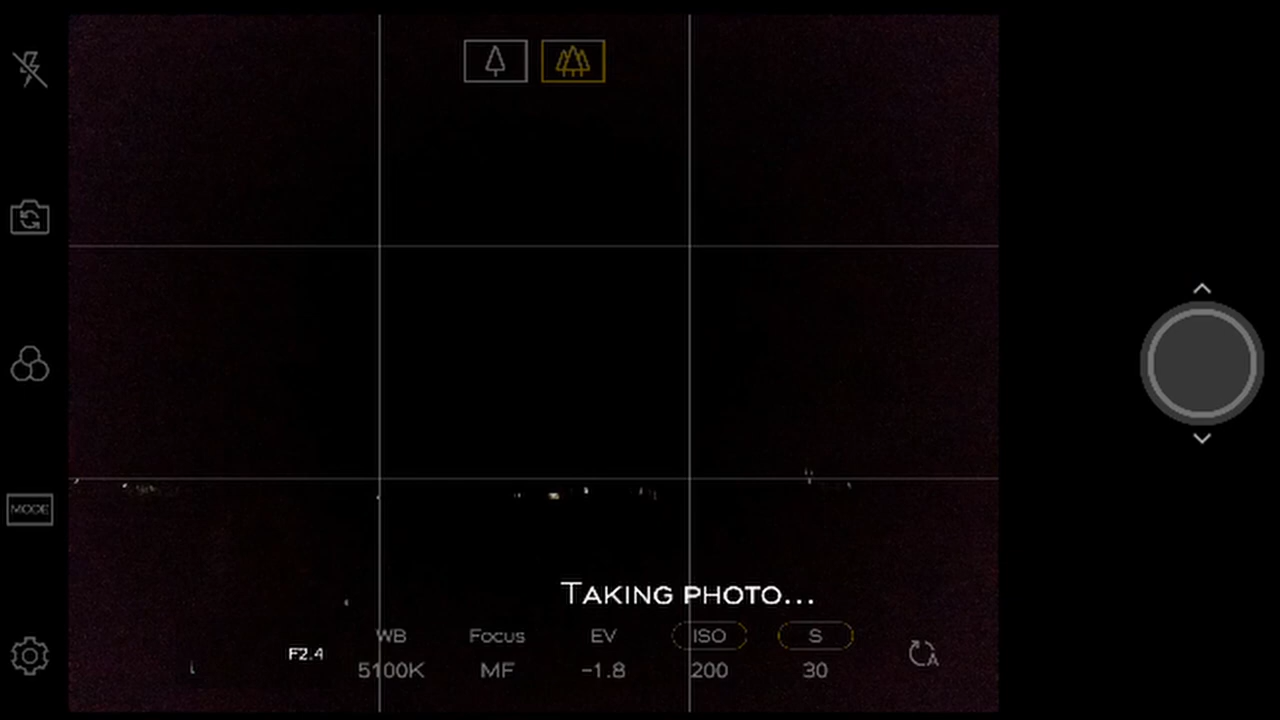 MODE
TAKING PHOTO...
F2.4
WB Focus EV ISO S
5100K MF -1.8 200 30
A